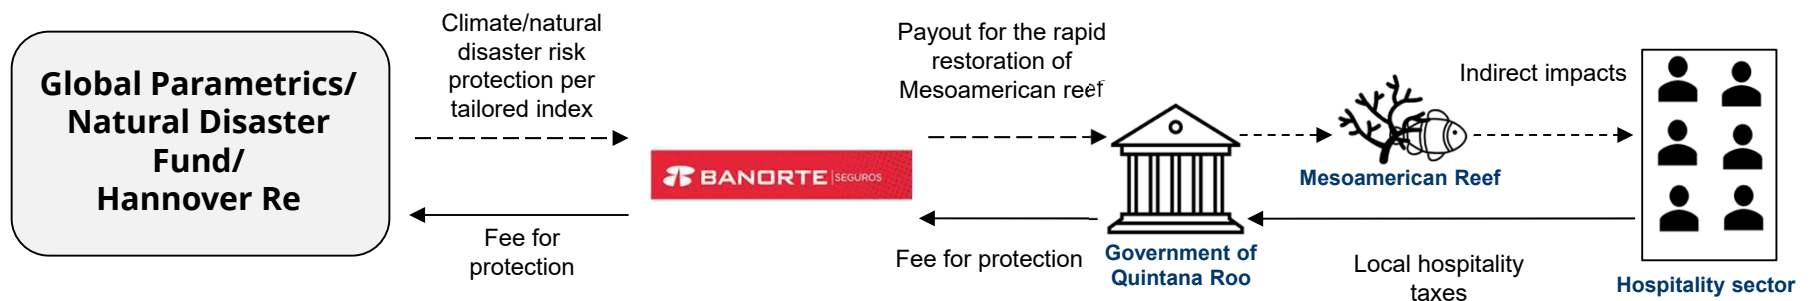 Global Parametrics/
Natural Disaster
Fund/
Hannover Re
Climate/natural
disaster risk
protection per
tailored index
Fee for
protection
BANORTE SEGUROS
Payout for the rapid
restoration of
Mesoamerican reef
Fee for protection
Government of
Quintana Roo
Mesoamerican Reef
Indirect impacts
Local hospitality
taxes
Hospitality sector